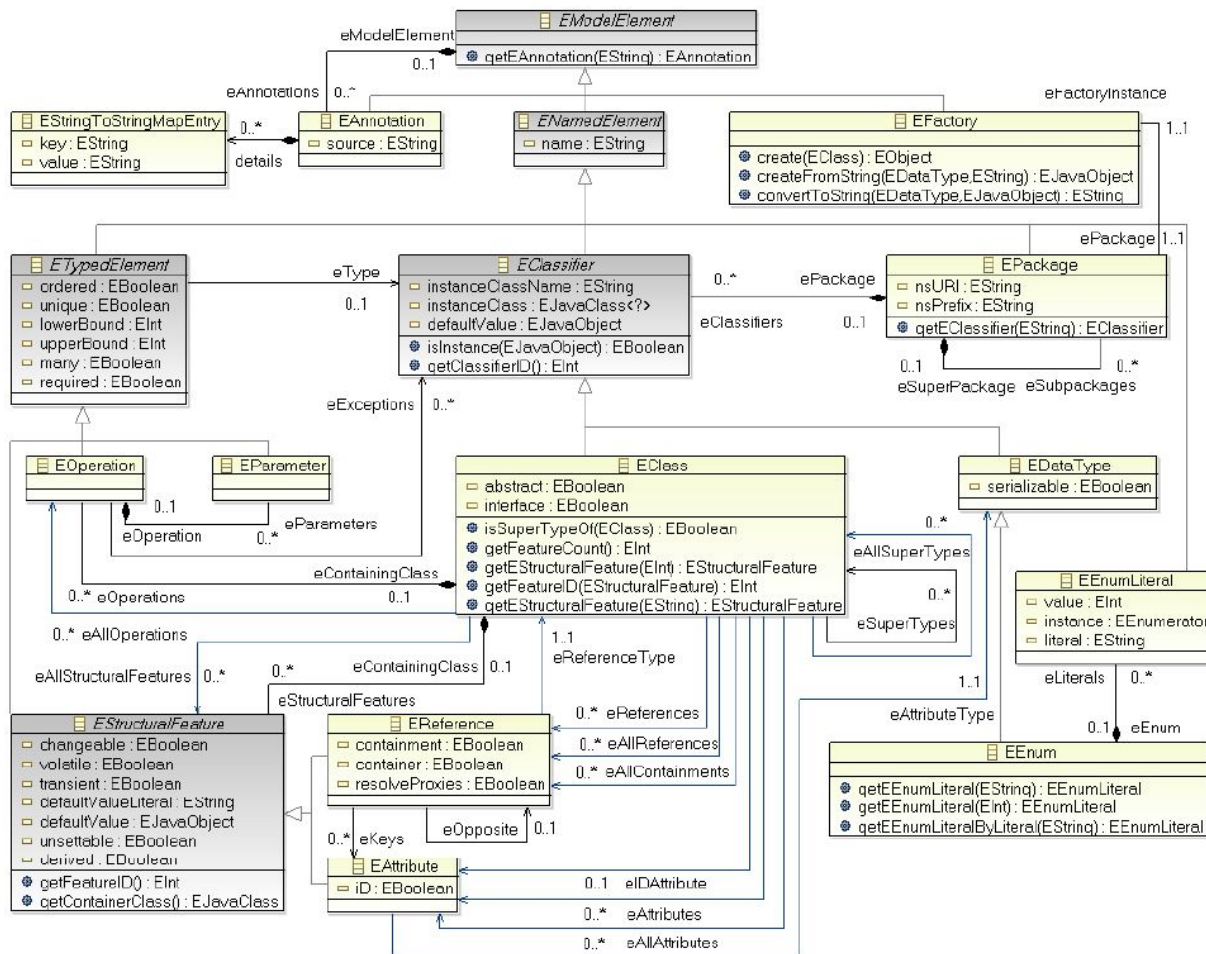 EModelElement
getEAnnotation(EString) : EAnnotation
eModelElement
0..1
eAnnotations 0..*
eFactoryInstance
1..1
EStringToStringMapEntry
key : EString
value : EString
0..*
details
EAnnotation
source : EString
ENamedElement
name : EString
EFactory
create(EClass) : EObject
createFromString(EDataType,EString) : EJavaObject
convertToString(EDataType,EJavaObject) : EString
ePackage 1..1
ETypedElement
ordered : EBoolean
unique : EBoolean
lowerBound : EInt
upperBound : EInt
many : EBoolean
required : EBoolean
eType
0..1
EClassifier
instanceClassName : EString
instanceClass : EJavaClass<?>
defaultValue : EJavaObject
isInstance(EJavaObject) : EBoolean
getClassifierID() : EInt
0..* ePackage
eClassifiers 0..1
EPackage
nsURI : EString
nsPrefix : EString
getEClassifier(EString) : EClassifier
0..1 0..*
eSuperPackage eSubpackages
eExceptions 0..*
EOperation
EParameter
0..1
eOperation
eParameters
0..*
EClass
abstract : EBoolean
interface : EBoolean
isSuperTypeOf(EClass) : EBoolean
getFeatureCount() : EInt
getEStructuralFeature(EInt) : EStructuralFeature
getFeatureID(EStructuralFeature) : EInt
getEStructuralFeature(EString) : EStructuralFeature
EDataType
serializable : EBoolean
0..*
eAllSuperTypes
0..*
eSuperTypes
eContainingClass
0..1
0..* eOperations
0..* eAllOperations
EEnumLiteral
value : EInt
instance : EEnumerator
literal : EString
eAllStructuralFeatures 0..*
eContainingClass 0..1
0..*
eStructuralFeatures
1..1
eReferenceType
1..1
eAttributeType
eLiterals 0..*
0..1 eEnum
EStructuralFeature
changeable : EBoolean
volatile : EBoolean
transient : EBoolean
defaultValueLiteral : EString
defaultValue : EJavaObject
unsettable : EBoolean
derived : EBoolean
getFeatureID() : EInt
getContainerClass() : EJavaClass
EReference
containment : EBoolean
container : EBoolean
resolveProxies : EBoolean
0..* eReferences
0..* eAllReferences
0..* eAllContainments
0..* eKeys
eOpposite 0..1
EEnum
getEEnumLiteral(EString) : EEnumLiteral
getEEnumLiteral(EInt) : EEnumLiteral
getEEnumLiteralByLiteral(EString) : EEnumLiteral
EAttribute
iD : EBoolean
0..1 eIDAttribute
0..* eAttributes
0..* eAllAttributes